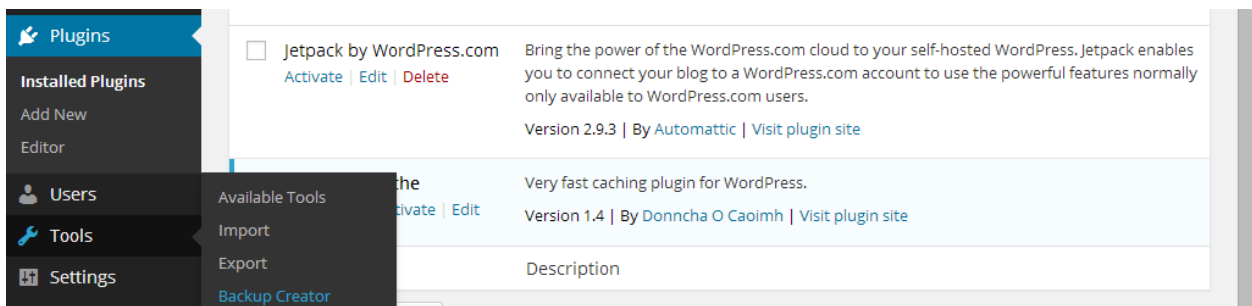 Plugins
Installed Plugins
Add New
Editor
Users
Tools
Settings
Available Tools
Import
Export
Backup Creator
Jetpack by WordPress.com
Activate | Edit | Delete
Bring the power of the WordPress.com cloud to your self-hosted WordPress. Jetpack enables
you to connect your blog to a WordPress.com account to use the powerful features normally
only available to WordPress.com users.
Version 2.9.3 | By Automattic | Visit plugin site
he
tivate | Edit
Very fast caching plugin for WordPress.
Version 1.4 | By Donncha O Caoimh | Visit plugin site
Description